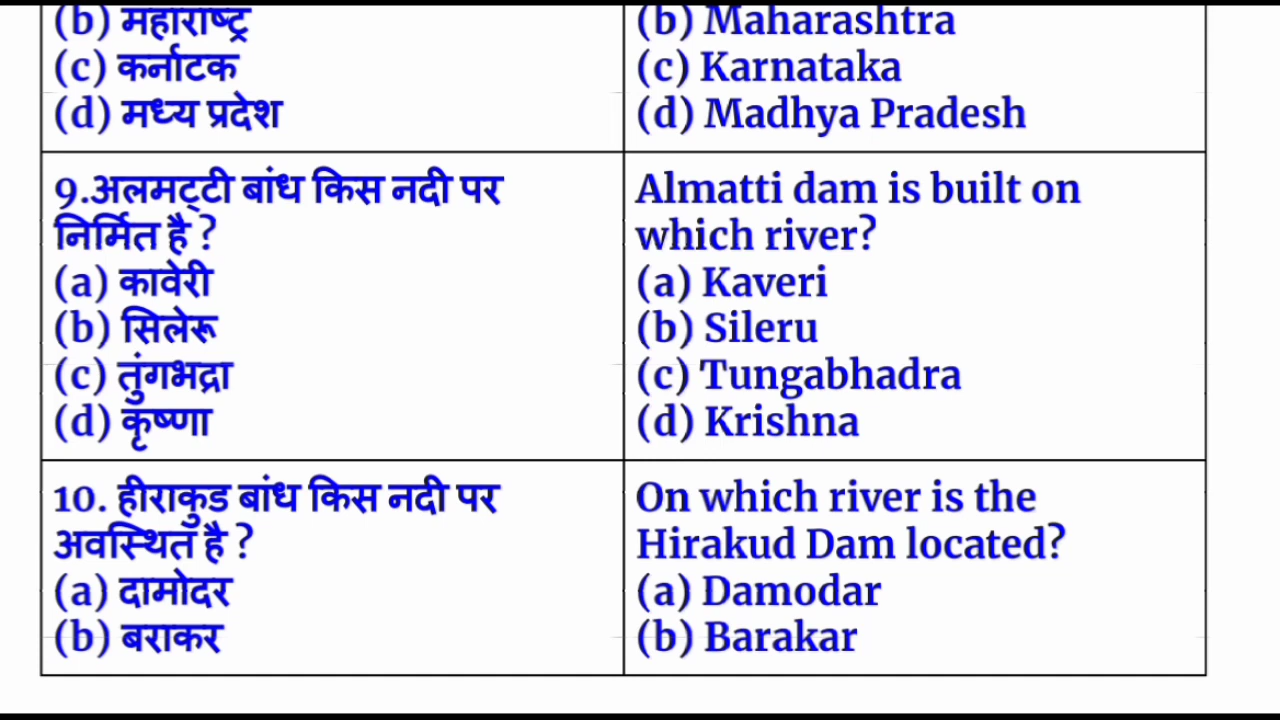 (b) महाराष्ट्र
(c) कर्नाटक
(d) मध्य प्रदेश
(b) Maharashtra
(c) Karnataka
(d) Madhya Pradesh
9.अलमट्टी बांध किस नदी पर
निर्मित है ?
(a) कावेरी
(b) सिलेरू
(c) तुंगभद्रा
(d) कृष्णा
Almatti dam is built on
which river?
(a) Kaveri
(b) Sileru
(c) Tungabhadra
(d) Krishna
10. हीराकुड बांध किस नदी पर
अवस्थित है ?
(a) दामोदर
(b) बराकर
On which river is the
Hirakud Dam located?
(a) Damodar
(b) Barakar